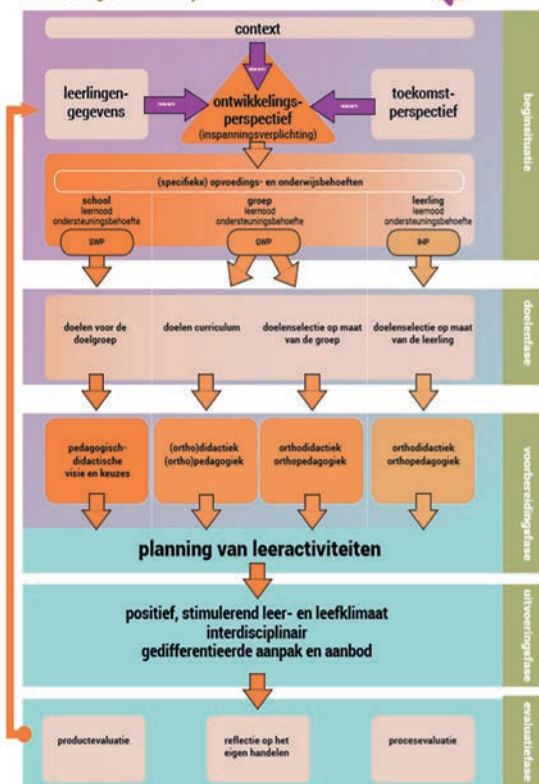 context
leerlingen-
gegevens
ontwikkelings-
perspectief
(inspanningsverplichting)
toekomst-
perspectief
beginsituatie
(specifieke) opvoedings- en onderwijsbehoeften
school
leernood
ondersteuningsbehoefte
SWP
groep
leernood
ondersteuningsbehoefte
GWP
leerling
leernood
ondersteuningsbehoefte
IHP
doelen voor de
doelgroep
doelen curriculum
doelenselectie op maat
van de groep
doelenselectie op maat
van de leerling
doelenfase
pedagogisch-
didactische
visie en keuzes
(ortho)didactiek
(ortho)pedagogiek
orthodidactiek
orthopedagogiek
orthodidactiek
orthopedagogiek
voorbereidingsfase
planning van leeractiviteiten
positief, stimulerend leer- en leefklimaat
interdisciplinair
gedifferentieerde aanpak en aanbod
uitvoeringsfase
productevaluatie
reflectie op het
eigen handelen
procesevaluatie
evaluatiefase